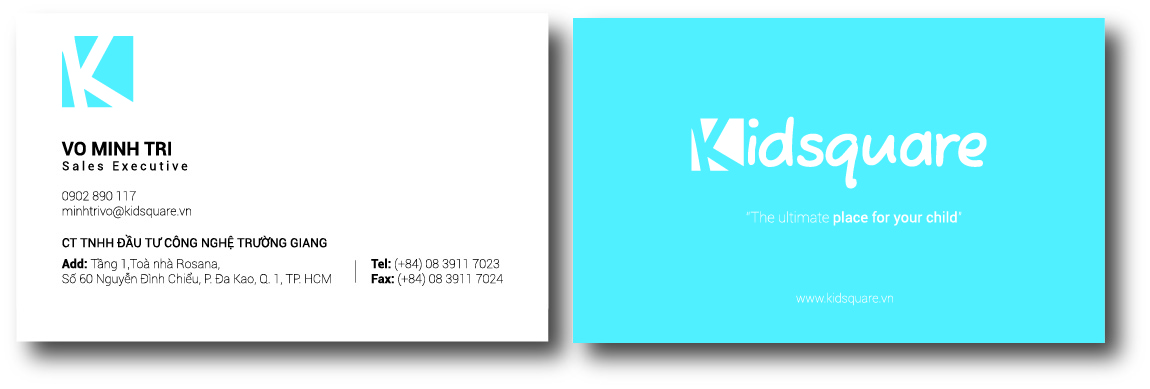 K
VO MINH TRI
Sales Executive
0902 890 117
minhtrivo@kidsquare.vn
CT TNHH ĐẦU TƯ CÔNG NGHỆ TRƯỜNG GIANG
Add: Tầng 1,Toà nhà Rosana,
Số 60 Nguyễn Đình Chiểu, P. Đa Kao, Q. 1, TP. HCM
Tel: (+84) 08 3911 7023
Fax: (+84) 08 3911 7024
Kidsquare
“The ultimate place for your child”
www.kidsquare.vn